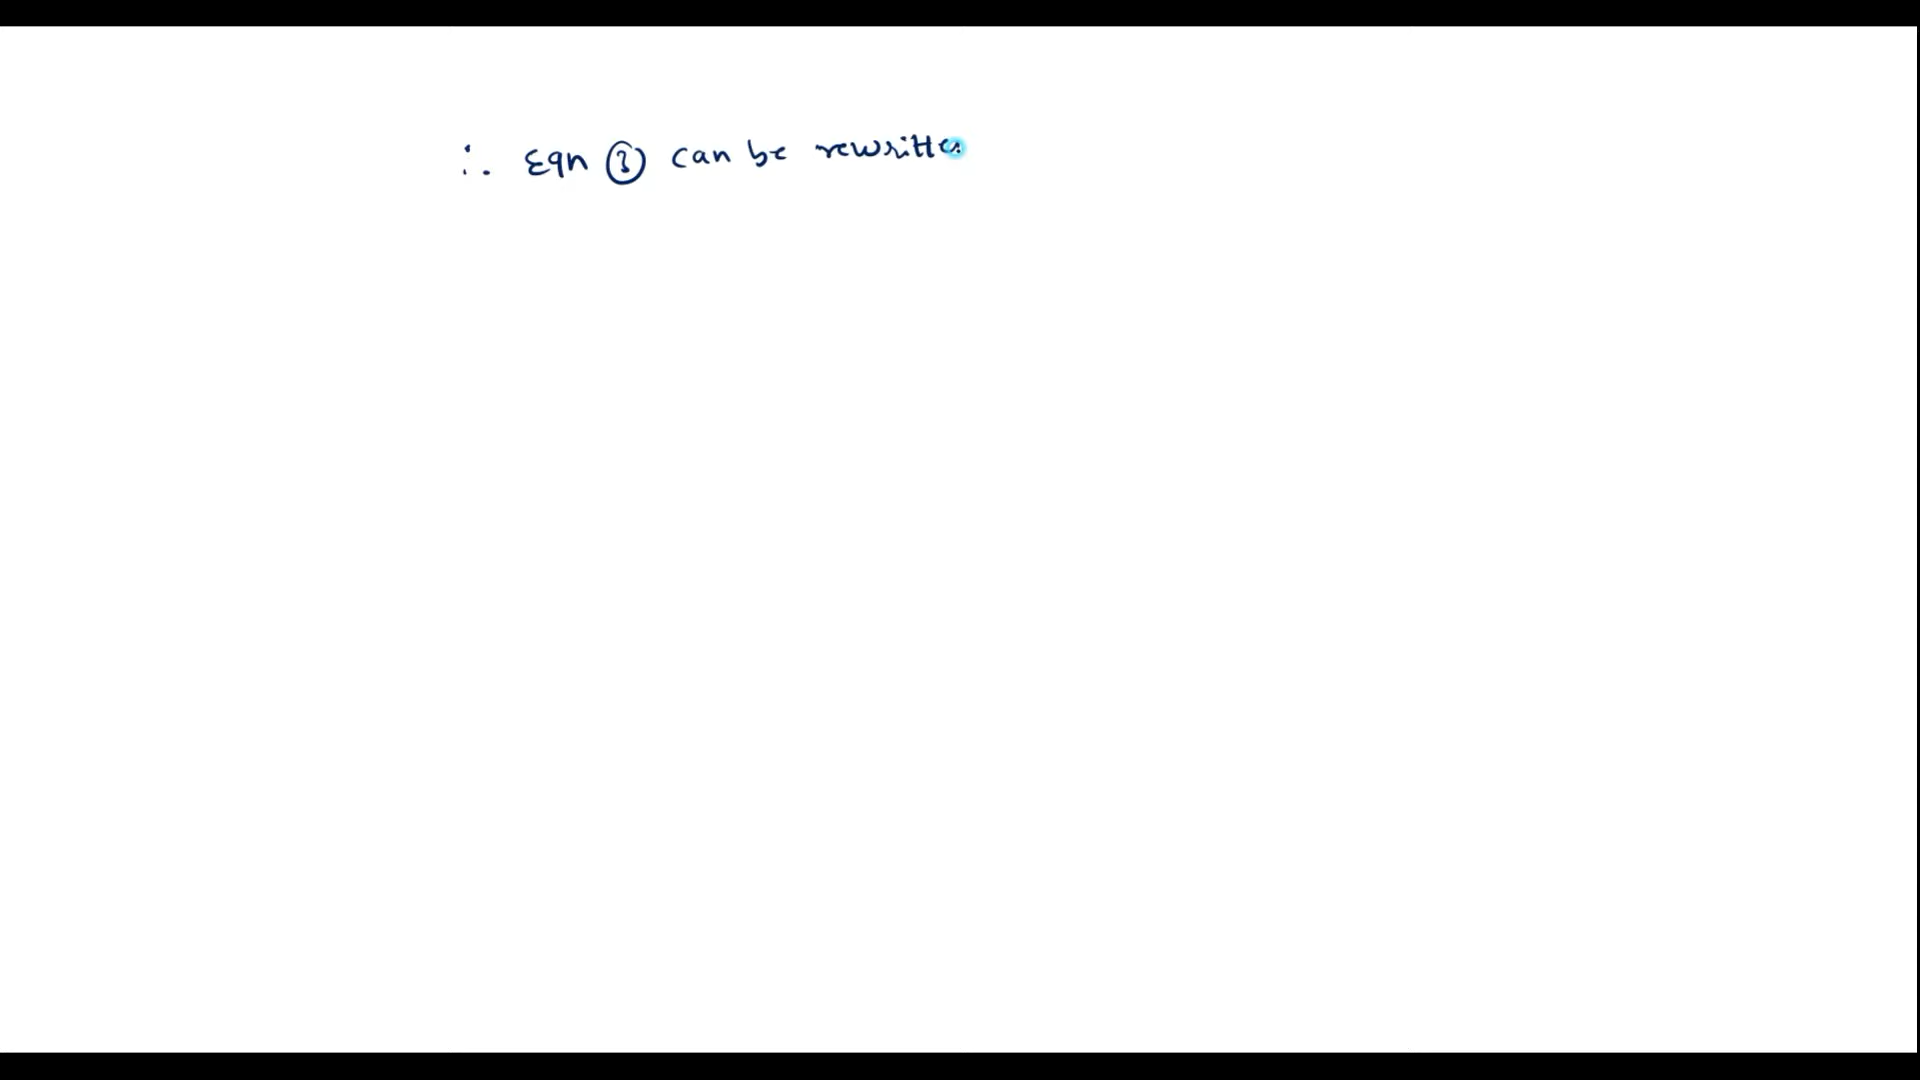 ∴ Eqn ③ can be rewritten